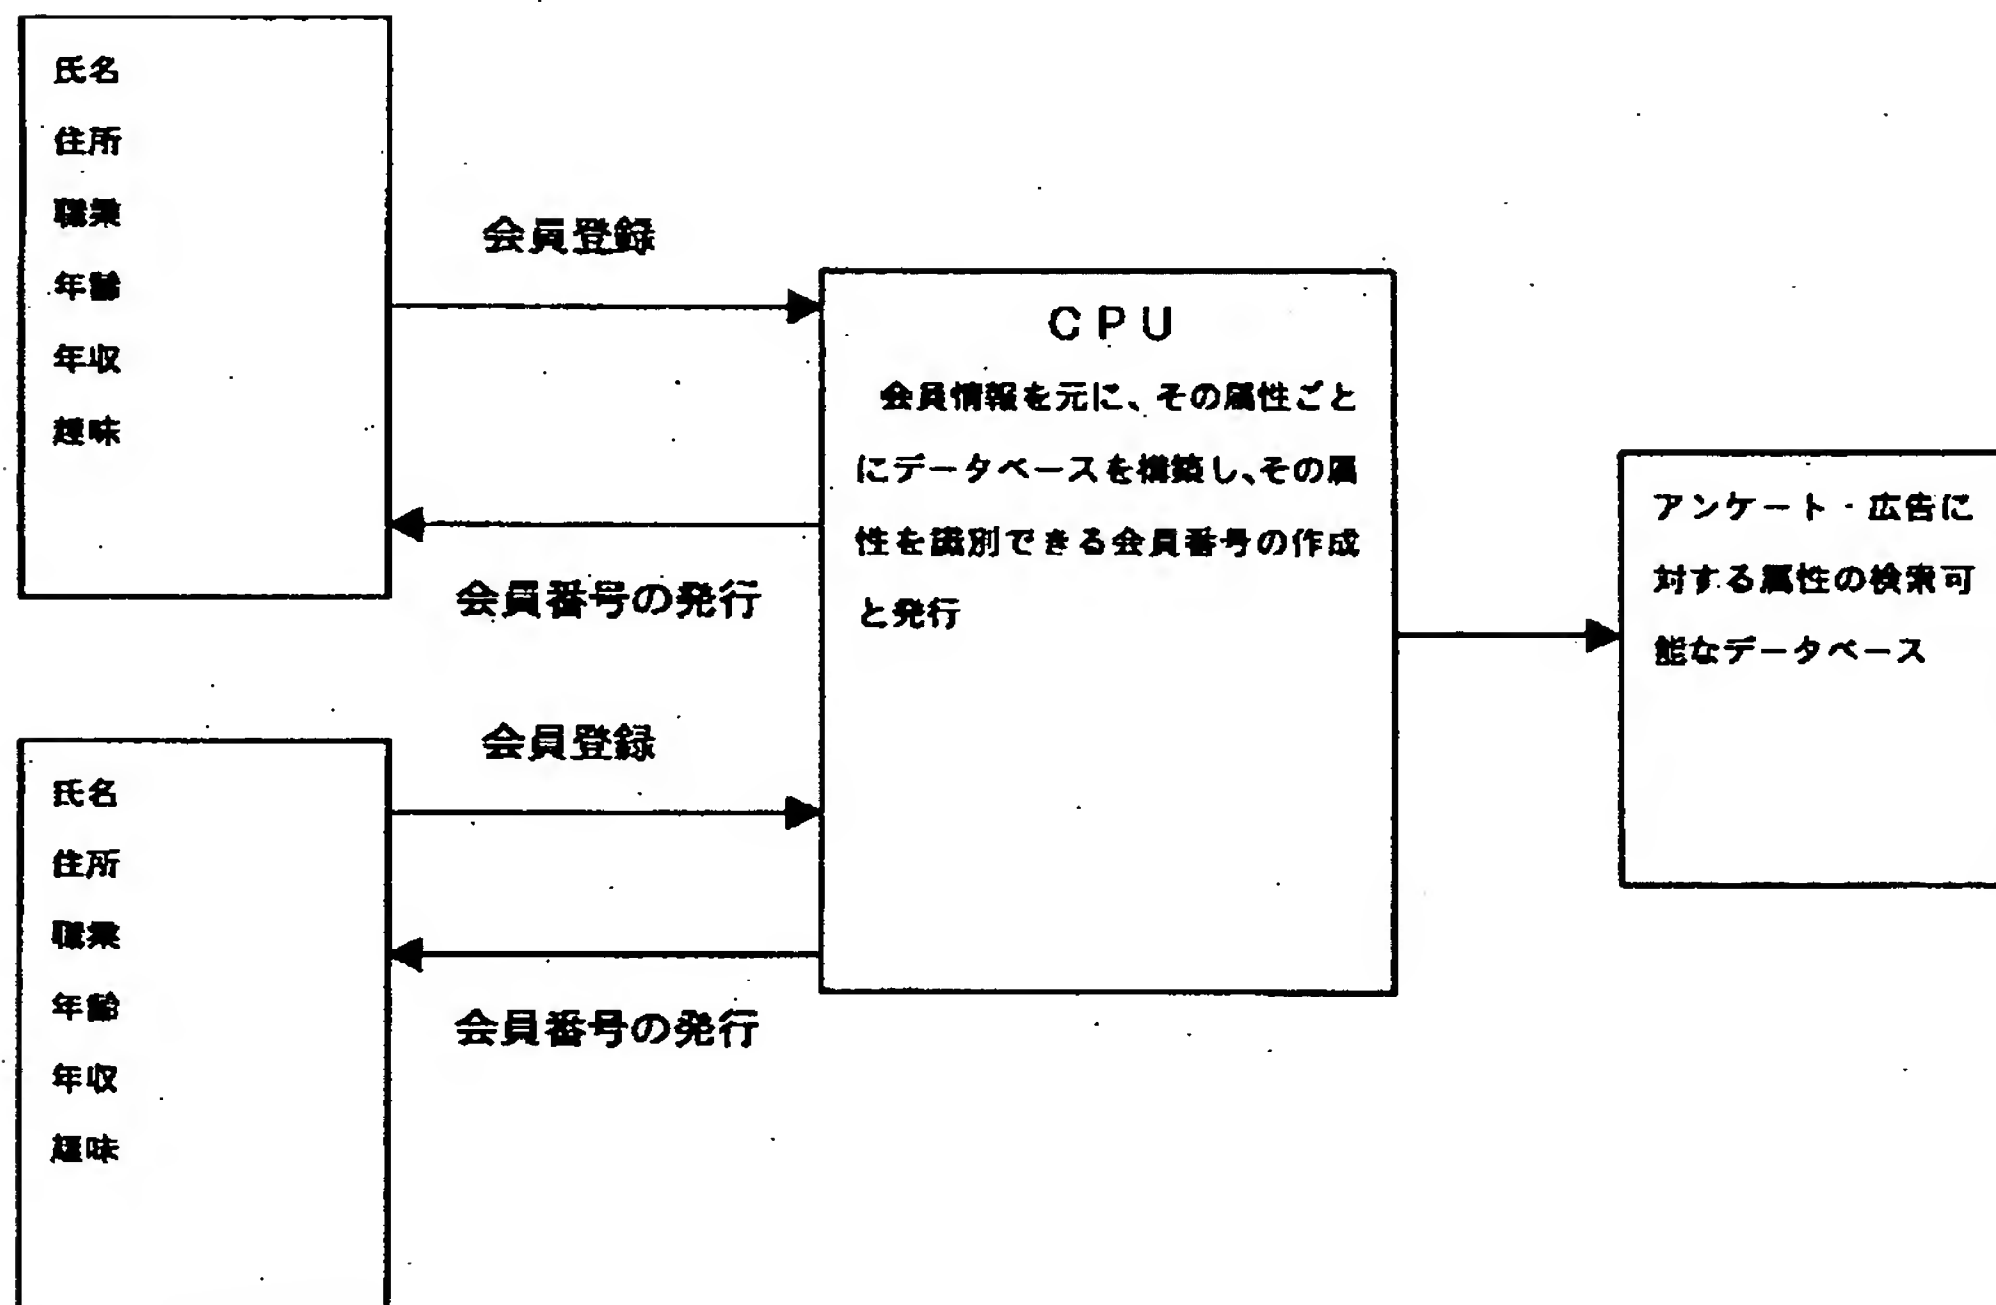 氏名
住所
職業
年齢
年収
趣味
会員登録
会員番号の発行
会員登録
会員番号の発行
氏名
住所
職業
年齢
年収
趣味
CPU
会員情報を元に、その属性ごと
にデータベースを構築し、その属
性を識別できる会員番号の作成
と発行
アンケート・広告に
対する属性の検索可
能なデータベース